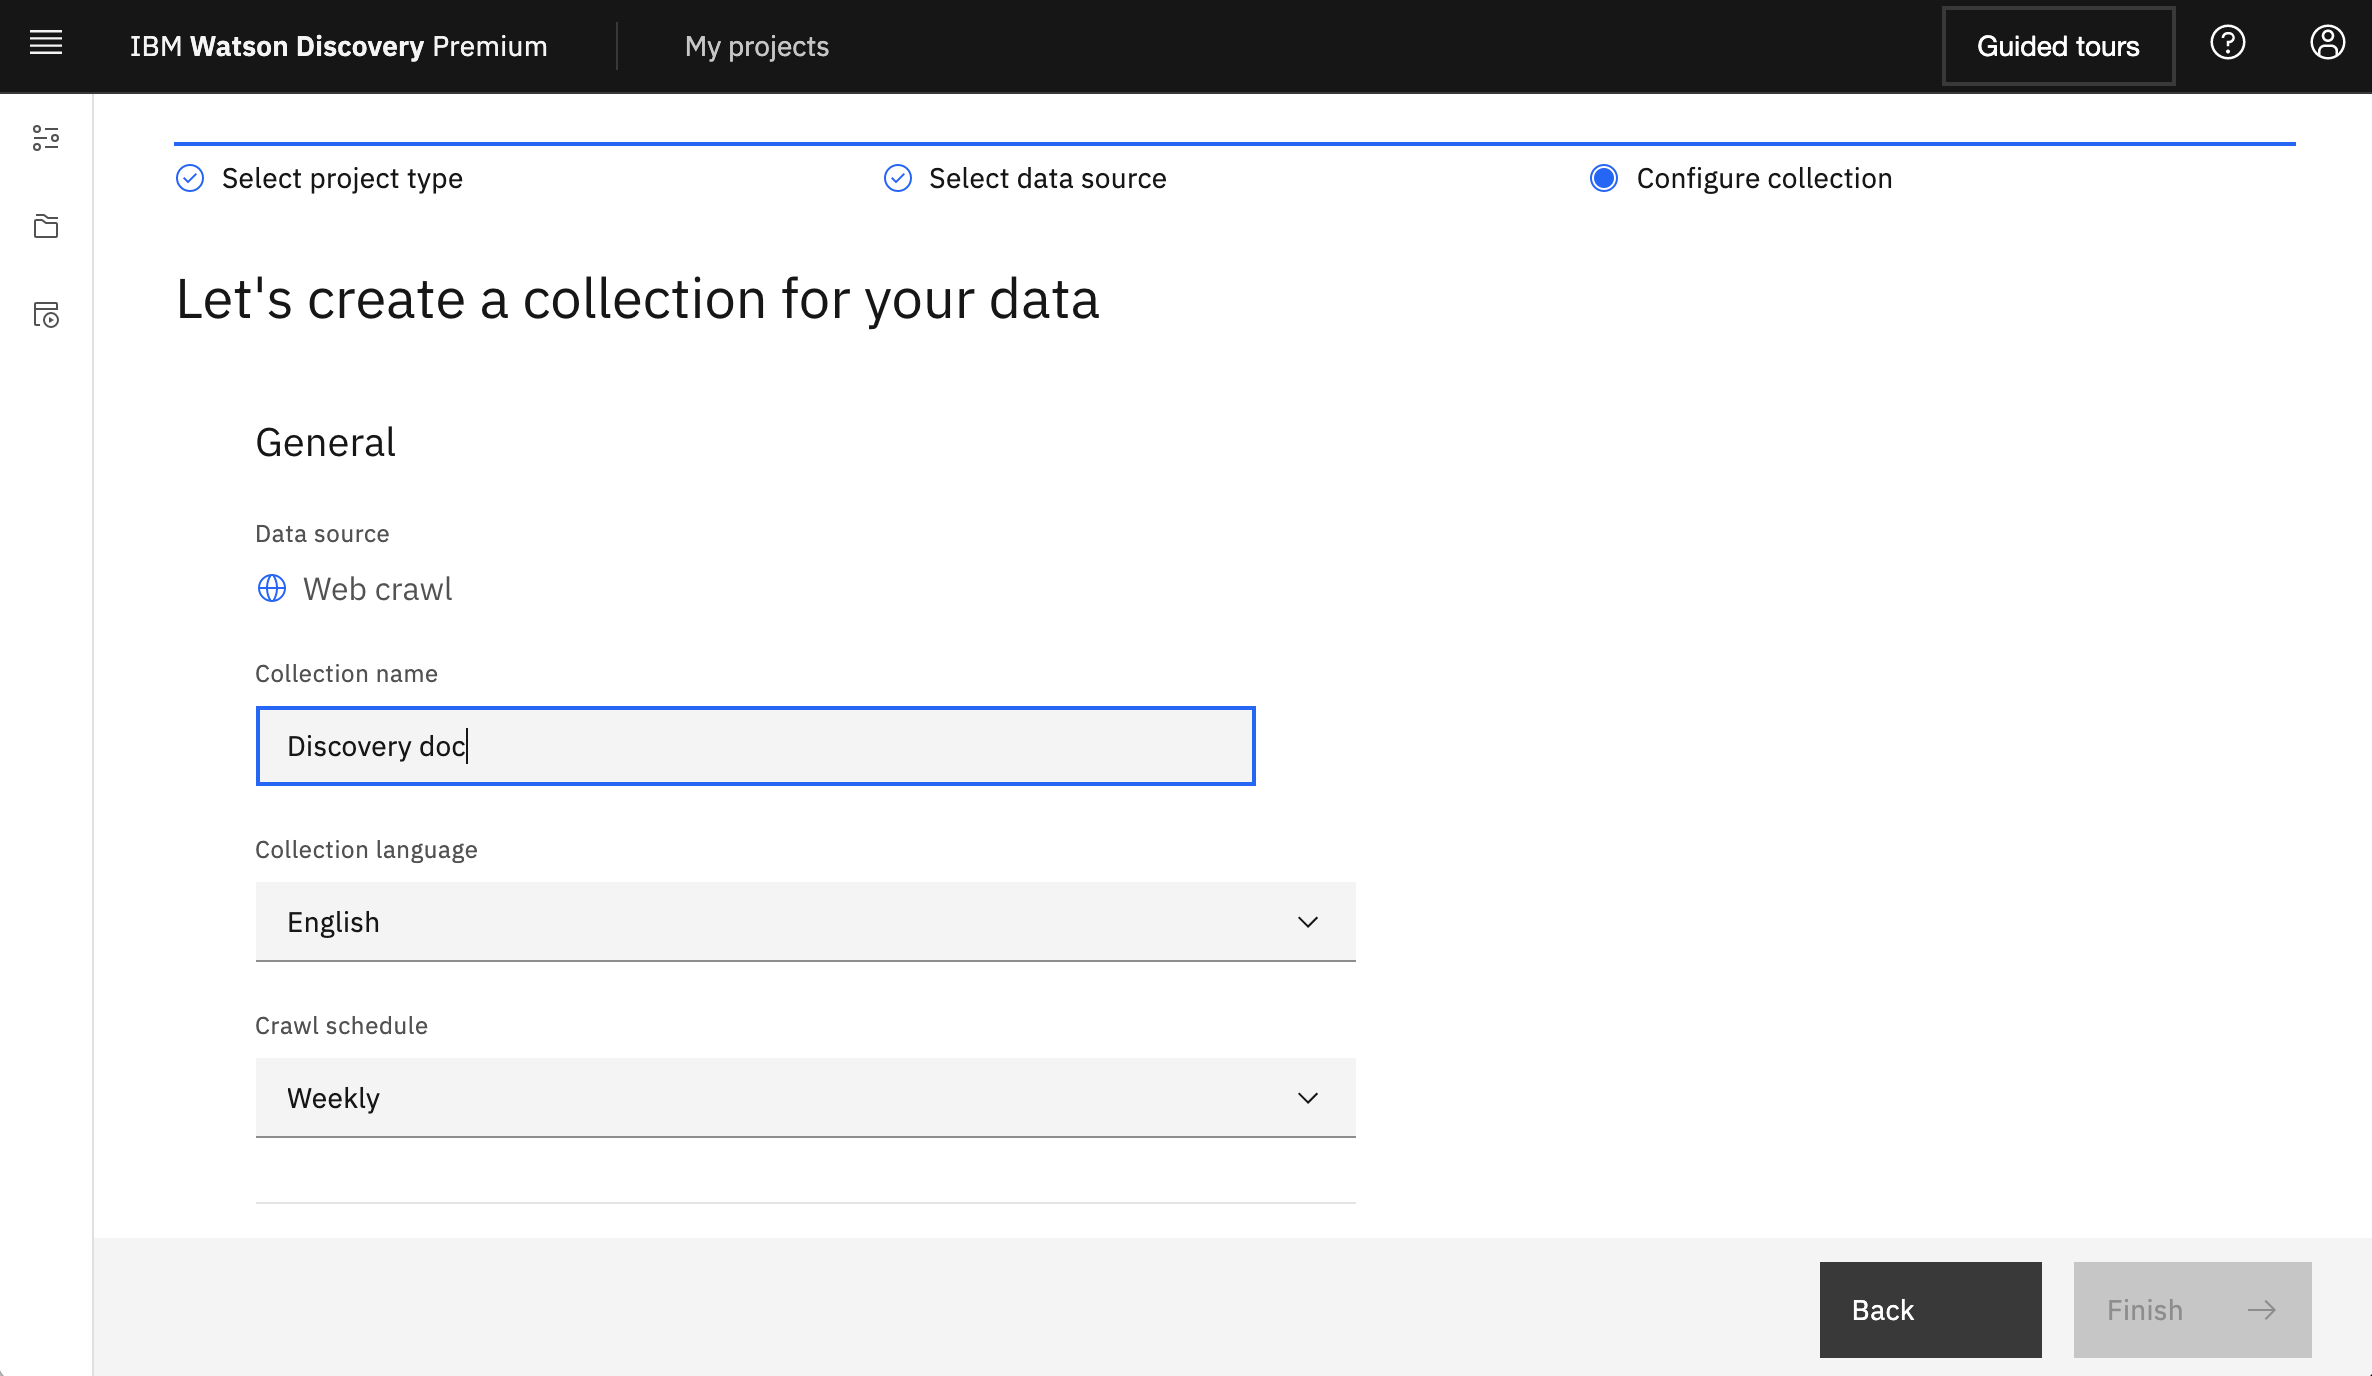 IBM Watson Discovery Premium
My projects
Guided tours
Select project type
Select data source
Configure collection
Let's create a collection for your data
General
Data source
Web crawl
Collection name
Discovery doc
Collection language
English
Crawl schedule
Weekly
Back
Finish